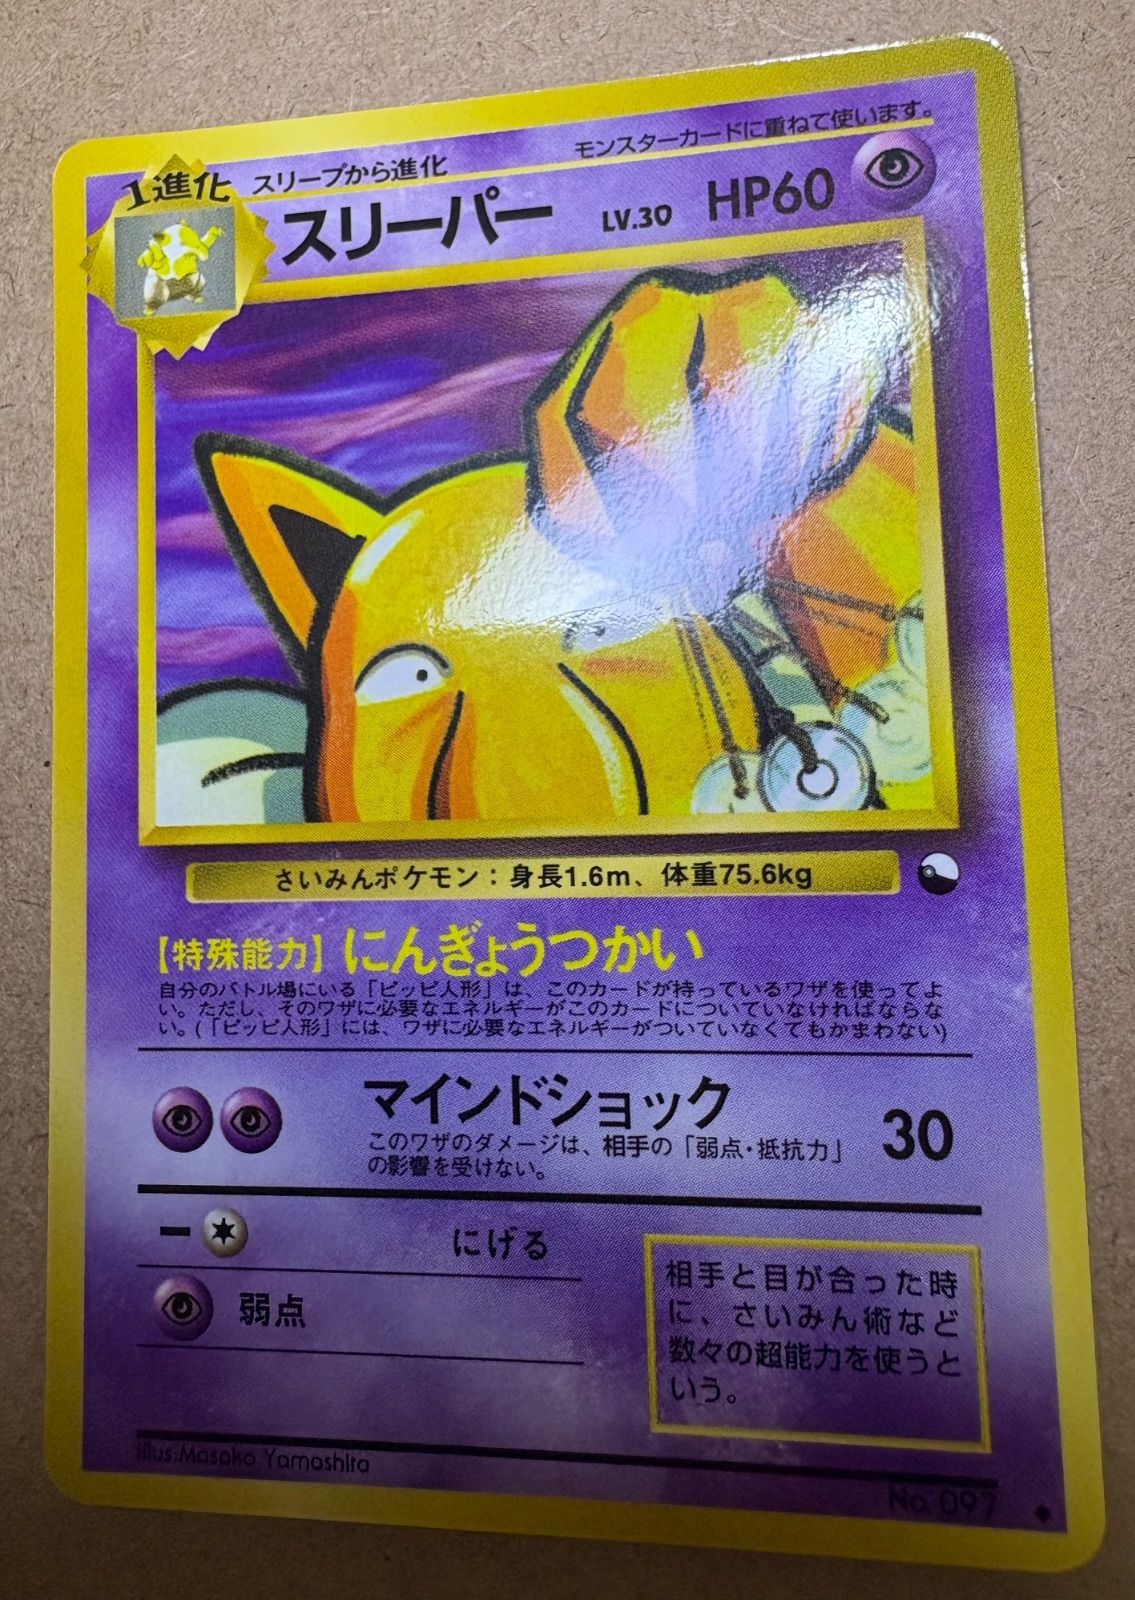 モンスターカードに重ねて使います。
1進化 スリープから進化
スリーパー LV.30 HP60
さいみんポケモン：身長1.6m、体重75.6kg
【特殊能力】にんぎょうつかい
自分のバトル場にいる「ピッピ人形」は、このカードが持っているワザを使ってよ
い。ただし、そのワザに必要なエネルギーがこのカードについていなければならな
い。(「ピッピ人形」には、ワザに必要なエネルギーがついていなくてもかまわない)
マインドショック 30
このワザのダメージは、相手の「弱点・抵抗力」
の影響を受けない。
にげる
弱点
相手と目が合った時
に、さいみん術など
数々の超能力を使うと
いう。
Illus.Masako Yamashita
No.097